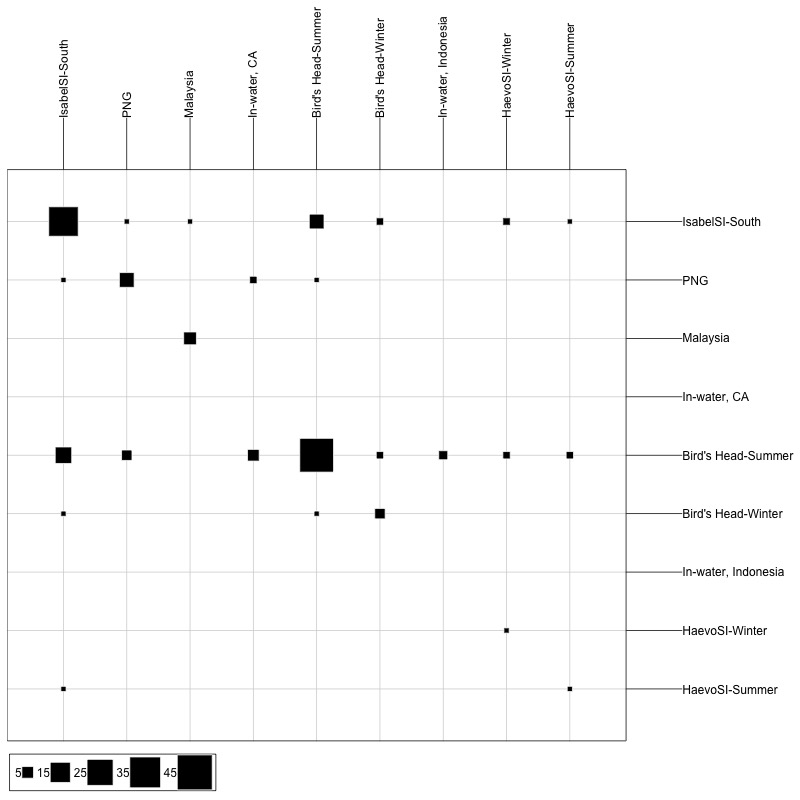 IsabelSI-South
PNG
Malaysia
In-water, CA
Bird's Head-Summer
Bird's Head-Winter
In-water, Indonesia
HaevoSI-Winter
HaevoSI-Summer
IsabelSI-South
PNG
Malaysia
In-water, CA
Bird's Head-Summer
Bird's Head-Winter
In-water, Indonesia
HaevoSI-Winter
HaevoSI-Summer
5 15 25 35 45